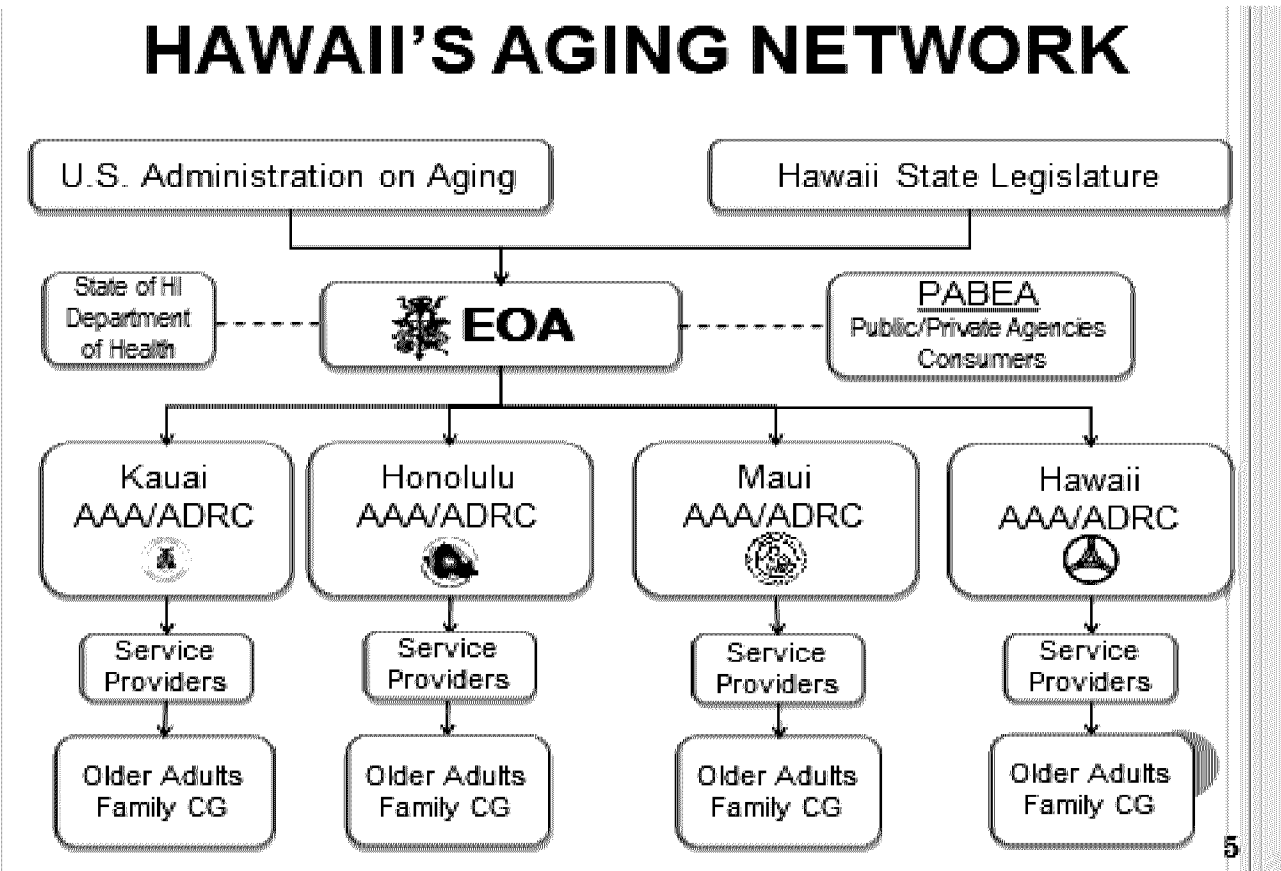 HAWAII'S AGING NETWORK
U.S. Administration on Aging
Hawaii State Legislature
State of HI
Department
of Health
EOA
PABEA
Public/Private Agencies
Consumers
Kauai
AAA/ADRC
Honolulu
AAA/ADRC
Maui
AAA/ADRC
Hawaii
AAA/ADRC
Service
Providers
Service
Providers
Service
Providers
Service
Providers
Older Adults
Family CG
Older Adults
Family CG
Older Adults
Family CG
Older Adults
Family CG
5